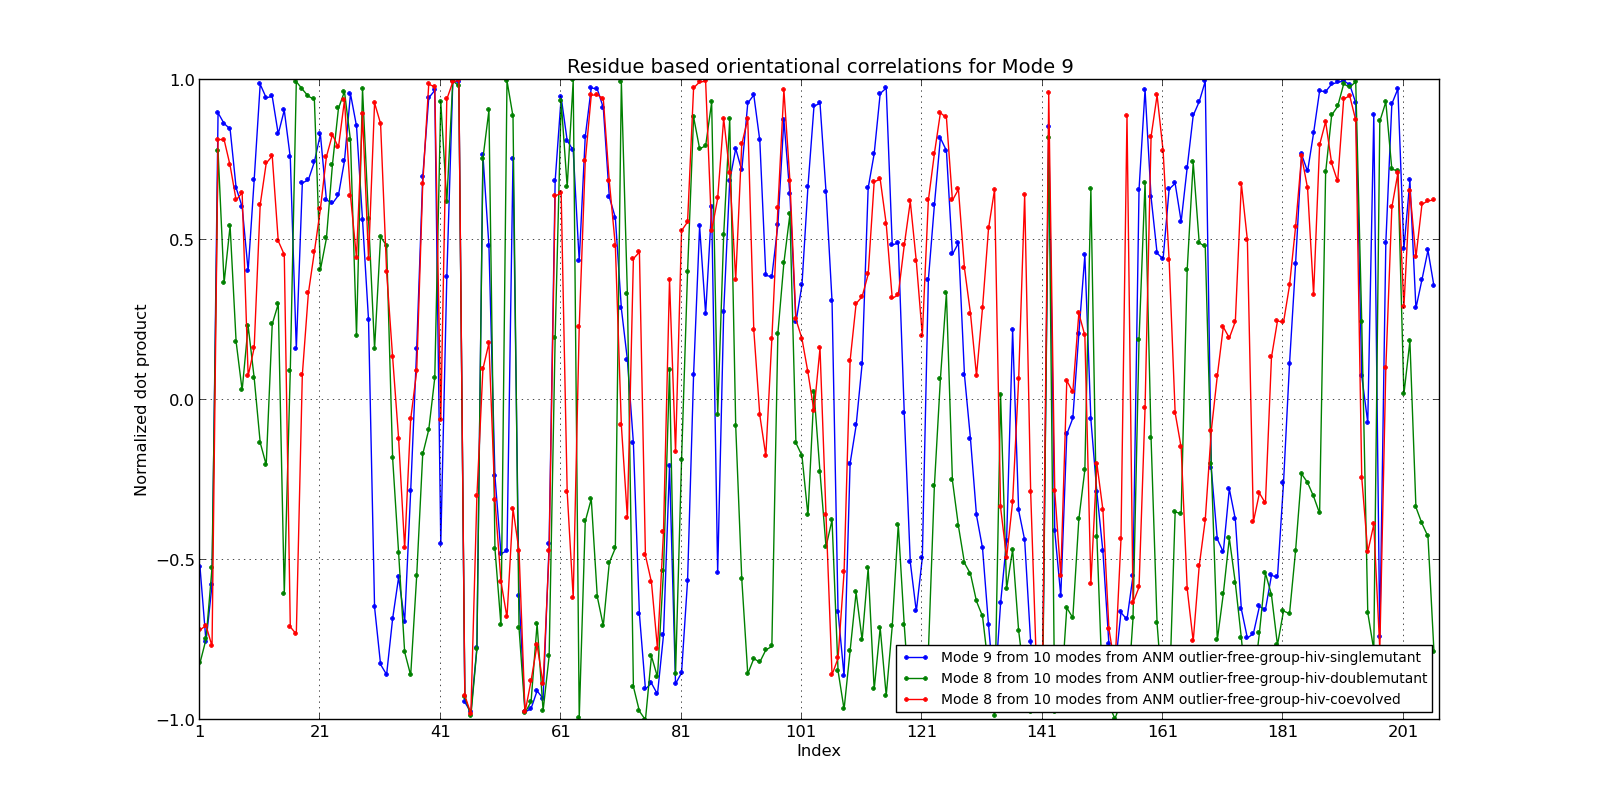 Residue based orientational correlations for Mode 9
Normalized dot product
1.0
0.5
0.0
−0.5
−1.0
Mode 9 from 10 modes from ANM outlier-free-group-hiv-singlemutant
Mode 8 from 10 modes from ANM outlier-free-group-hiv-doublemutant
Mode 8 from 10 modes from ANM outlier-free-group-hiv-coevolved
1 21 41 61 81 101 121 141 161 181 201
Index